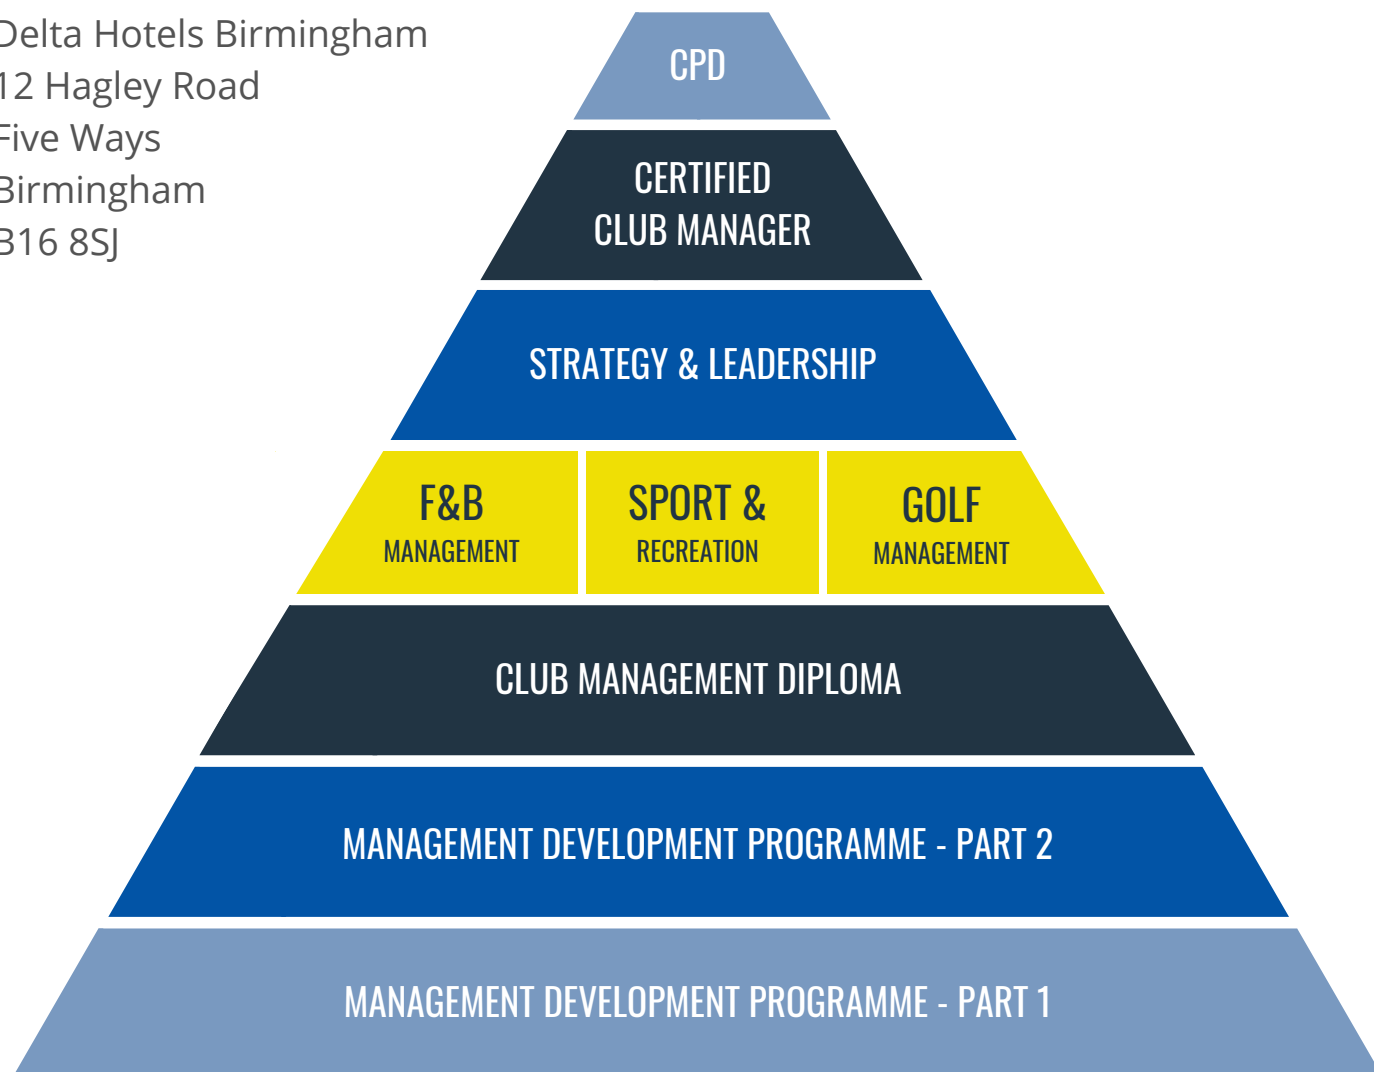 Delta Hotels Birmingham
12 Hagley Road
Five Ways
Birmingham
B16 8SJ
CPD
CERTIFIED
CLUB MANAGER
STRATEGY & LEADERSHIP
F&B
MANAGEMENT
SPORT &
RECREATION
GOLF
MANAGEMENT
CLUB MANAGEMENT DIPLOMA
MANAGEMENT DEVELOPMENT PROGRAMME - PART 2
MANAGEMENT DEVELOPMENT PROGRAMME - PART 1